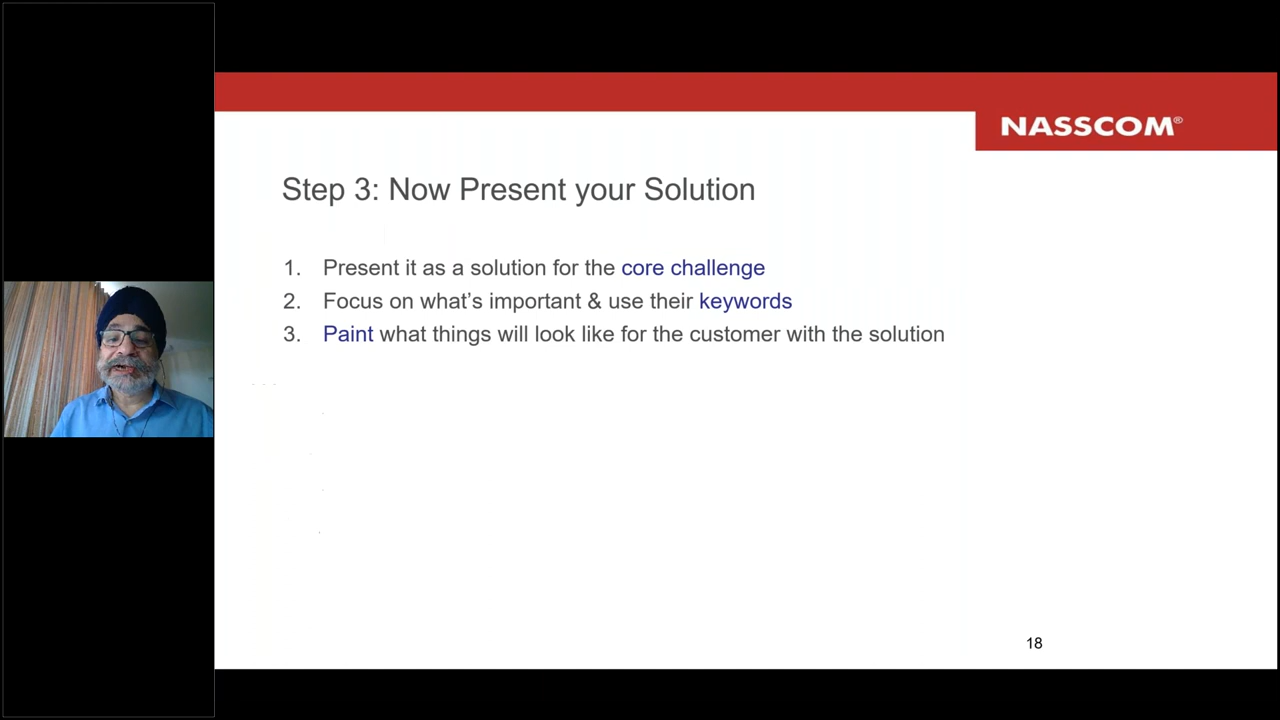 NASSCOM®
Step 3: Now Present your Solution
1. Present it as a solution for the core challenge
2. Focus on what's important & use their keywords
3. Paint what things will look like for the customer with the solution
18